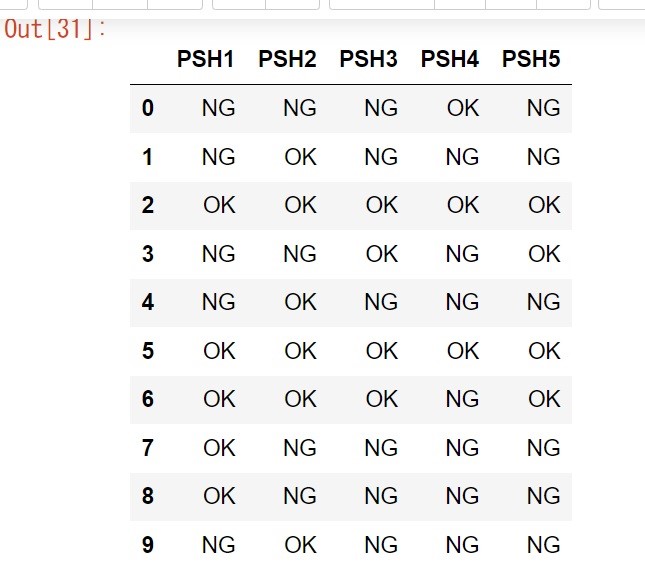 Out[31]:
PSH1 PSH2 PSH3 PSH4 PSH5
0 NG NG NG OK NG
1 NG OK NG NG NG
2 OK OK OK OK OK
3 NG NG OK NG OK
4 NG OK NG NG NG
5 OK OK OK OK OK
6 OK OK OK NG OK
7 OK NG NG NG NG
8 OK NG NG NG NG
9 NG OK NG NG NG